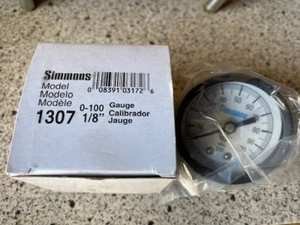 Simmons
Model
Modelo
Modèle
0 08391 03172 6
1307
0-100
1/8"
Gauge
Calibrador
Jauge